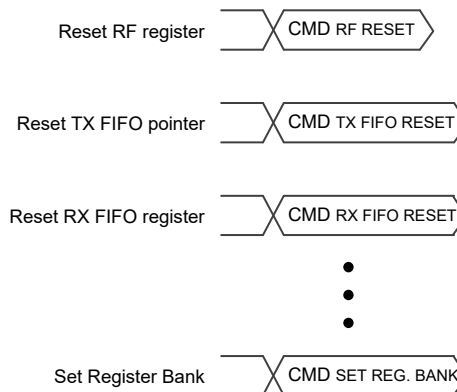 Reset RF register CMD RF RESET
Reset TX FIFO pointer CMD TX FIFO RESET
Reset RX FIFO register CMD RX FIFO RESET
Set Register Bank CMD SET REG. BANK